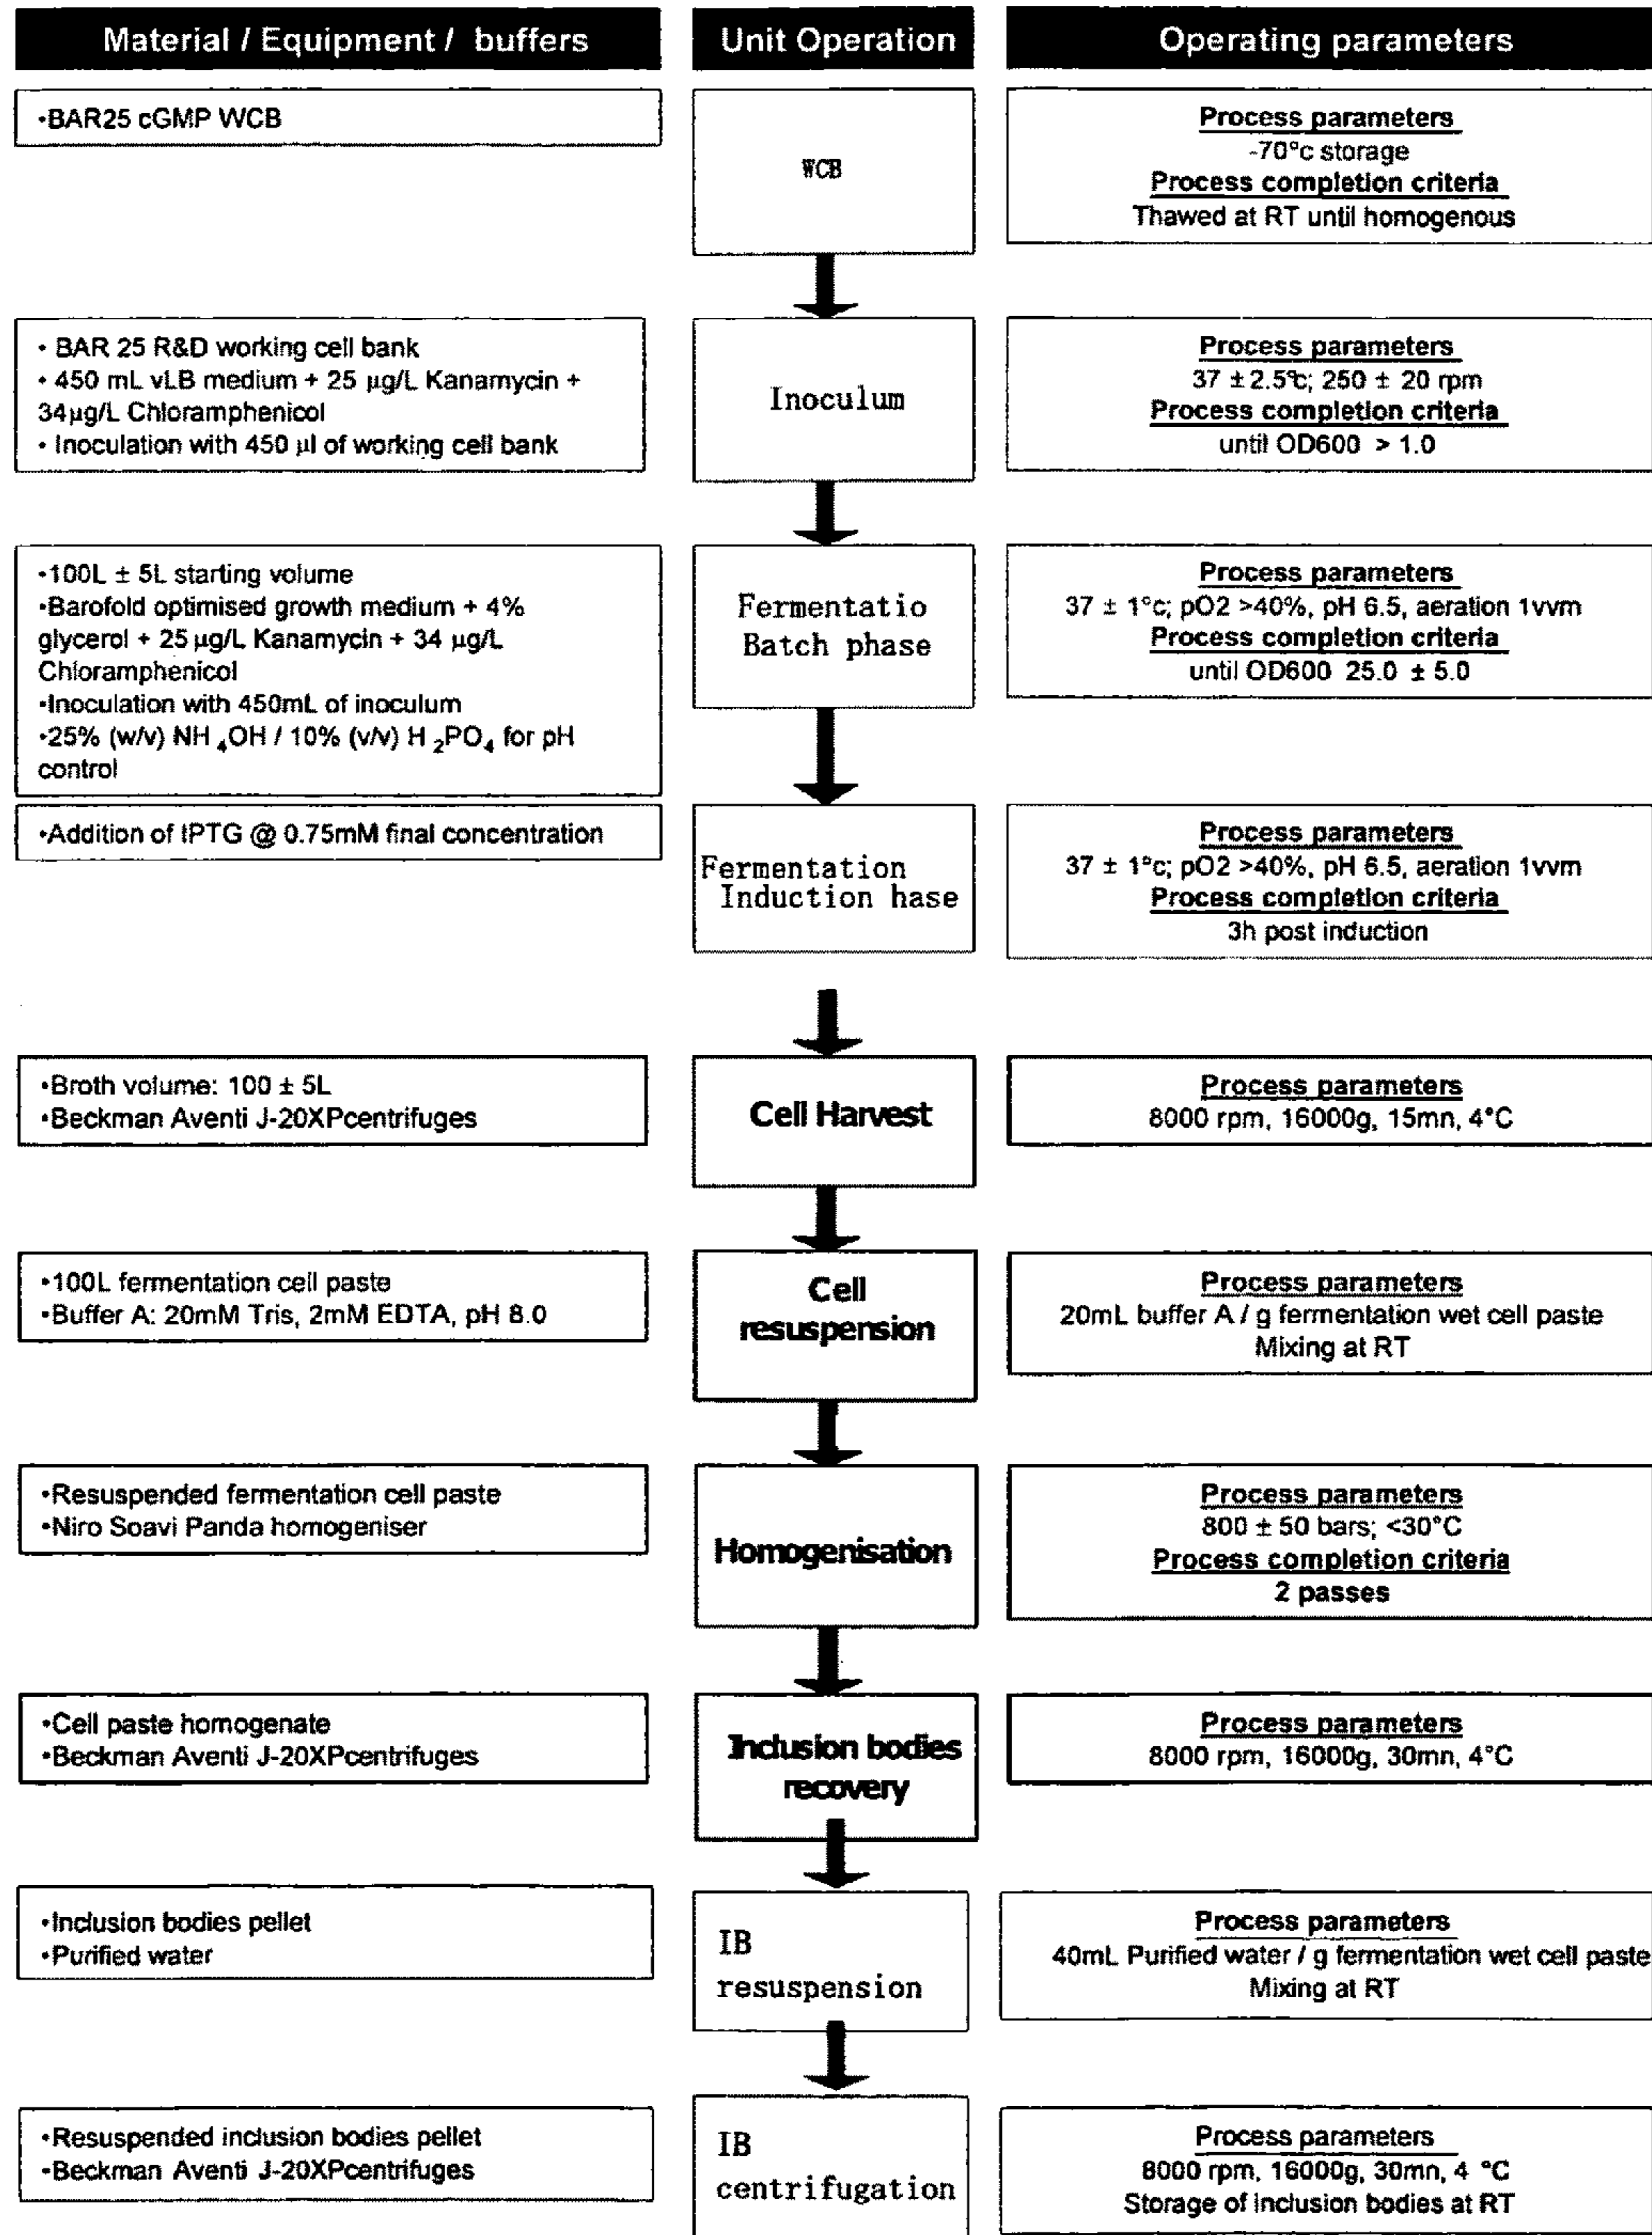 Material / Equipment / buffers
Unit Operation
Operating parameters
•BAR25 cGMP WCB
WCB
Process parameters
-70°c storage
Process completion criteria
Thawed at RT until homogenous
• BAR 25 R&D working cell bank
• 450 mL vLB medium + 25 µg/L Kanamycin +
34µg/L Chloramphenicol
• Inoculation with 450 µl of working cell bank
Inoculum
Process parameters
37 ±2.5℃; 250 ± 20 rpm
Process completion criteria
until OD600 > 1.0
•100L ± 5L starting volume
•Barofold optimised growth medium + 4%
glycerol + 25 µg/L Kanamycin + 34 µg/L
Chloramphenicol
•Inoculation with 450mL of inoculum
•25% (w/v) NH₄OH / 10% (v/v) H₂PO₄ for pH
control
Fermentatio
Batch phase
Process parameters
37 ± 1°c; pO2 >40%, pH 6.5, aeration 1vvm
Process completion criteria
until OD600 25.0 ± 5.0
•Addition of IPTG @ 0.75mM final concentration
Fermentation
Induction hase
Process parameters
37 ± 1°c; pO2 >40%, pH 6.5, aeration 1vvm
Process completion criteria
3h post induction
•Broth volume: 100 ± 5L
•Beckman Aventi J-20XPcentrifuges
Cell Harvest
Process parameters
8000 rpm, 16000g, 15mn, 4°C
•100L fermentation cell paste
•Buffer A: 20mM Tris, 2mM EDTA, pH 8.0
Cell
resuspension
Process parameters
20mL buffer A / g fermentation wet cell paste
Mixing at RT
•Resuspended fermentation cell paste
•Niro Soavi Panda homogeniser
Homogenisation
Process parameters
800 ± 50 bars; <30°C
Process completion criteria
2 passes
•Cell paste homogenate
•Beckman Aventi J-20XPcentrifuges
Inclusion bodies
recovery
Process parameters
8000 rpm, 16000g, 30mn, 4°C
•Inclusion bodies pellet
•Purified water
IB
resuspension
Process parameters
40mL Purified water / g fermentation wet cell paste
Mixing at RT
•Resuspended inclusion bodies pellet
•Beckman Aventi J-20XPcentrifuges
IB
centrifugation
Process parameters
8000 rpm, 16000g, 30mn, 4 °C
Storage of inclusion bodies at RT